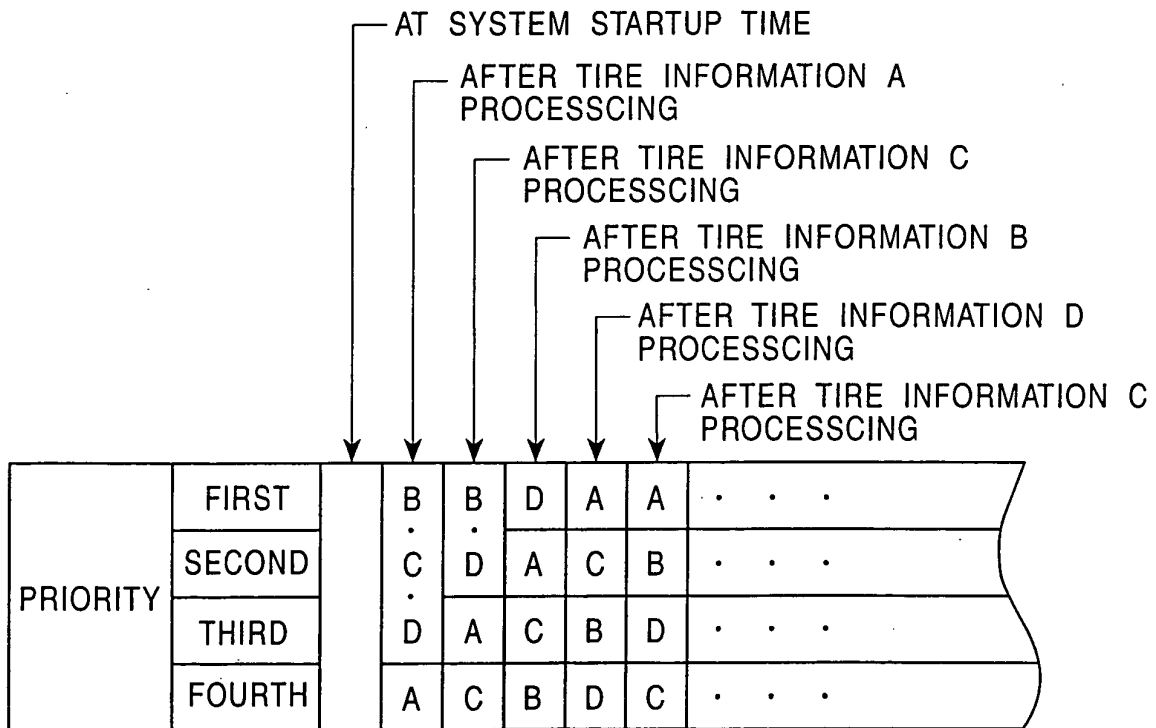 AT SYSTEM STARTUP TIME
AFTER TIRE INFORMATION A
PROCESSCING
AFTER TIRE INFORMATION C
PROCESSCING
AFTER TIRE INFORMATION B
PROCESSCING
AFTER TIRE INFORMATION D
PROCESSCING
AFTER TIRE INFORMATION C
PROCESSCING
PRIORITY
FIRST B B D A A . . .
SECOND C D A C B . . .
THIRD D A C B D . . .
FOURTH A C B D C . . .